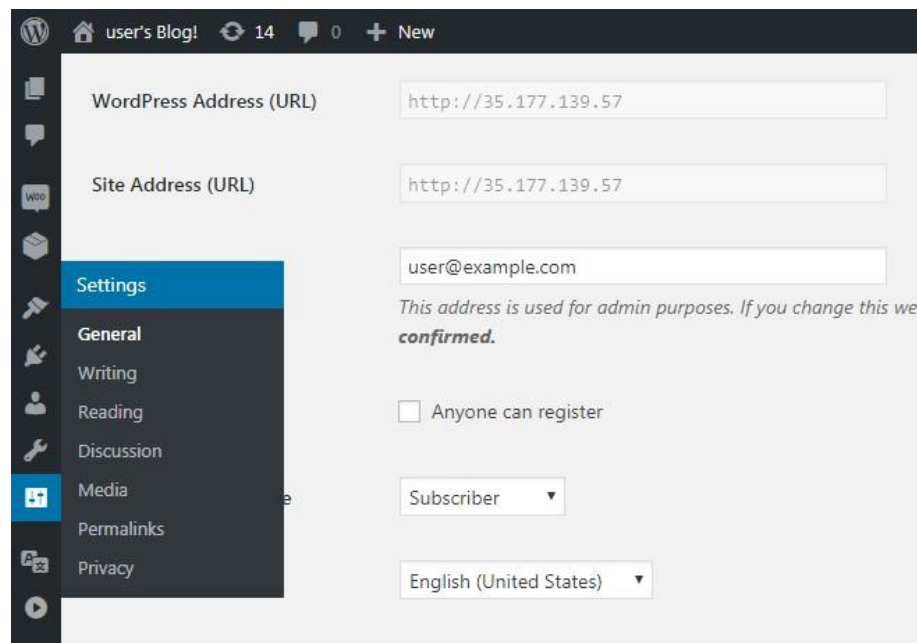 user's Blog! 14 0 + New
WordPress Address (URL) http://35.177.139.57
Woo
Site Address (URL) http://35.177.139.57
user@example.com
This address is used for admin purposes. If you change this we
confirmed.
Settings
General
Writing
Reading
Discussion
Media
Permalinks
Privacy
Anyone can register
e Subscriber
English (United States)